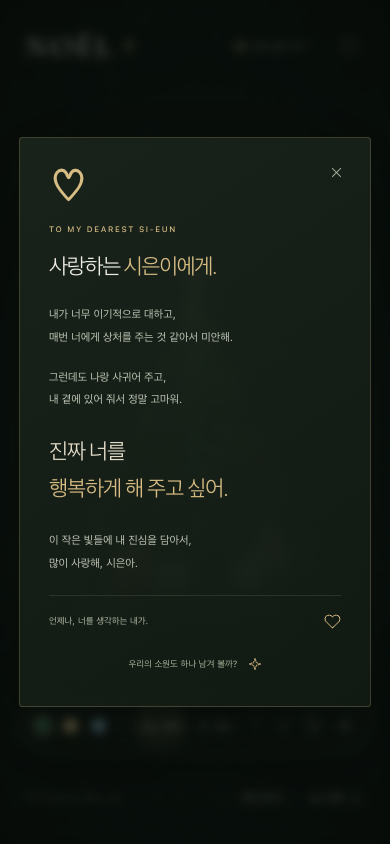 NOËL
TO MY DEAREST SI-EUN
사랑하는 시은이에게.
내가 너무 이기적으로 대하고,
매번 너에게 상처를 주는 것 같아서 미안해.
그런데도 나랑 사귀어 주고,
내 곁에 있어 줘서 정말 고마워.
진짜 너를
행복하게 해 주고 싶어.
이 작은 빛들에 내 진심을 담아서,
많이 사랑해, 시은아.
언제나, 너를 생각하는 내가.
우리의 소원도 하나 남겨 볼까?